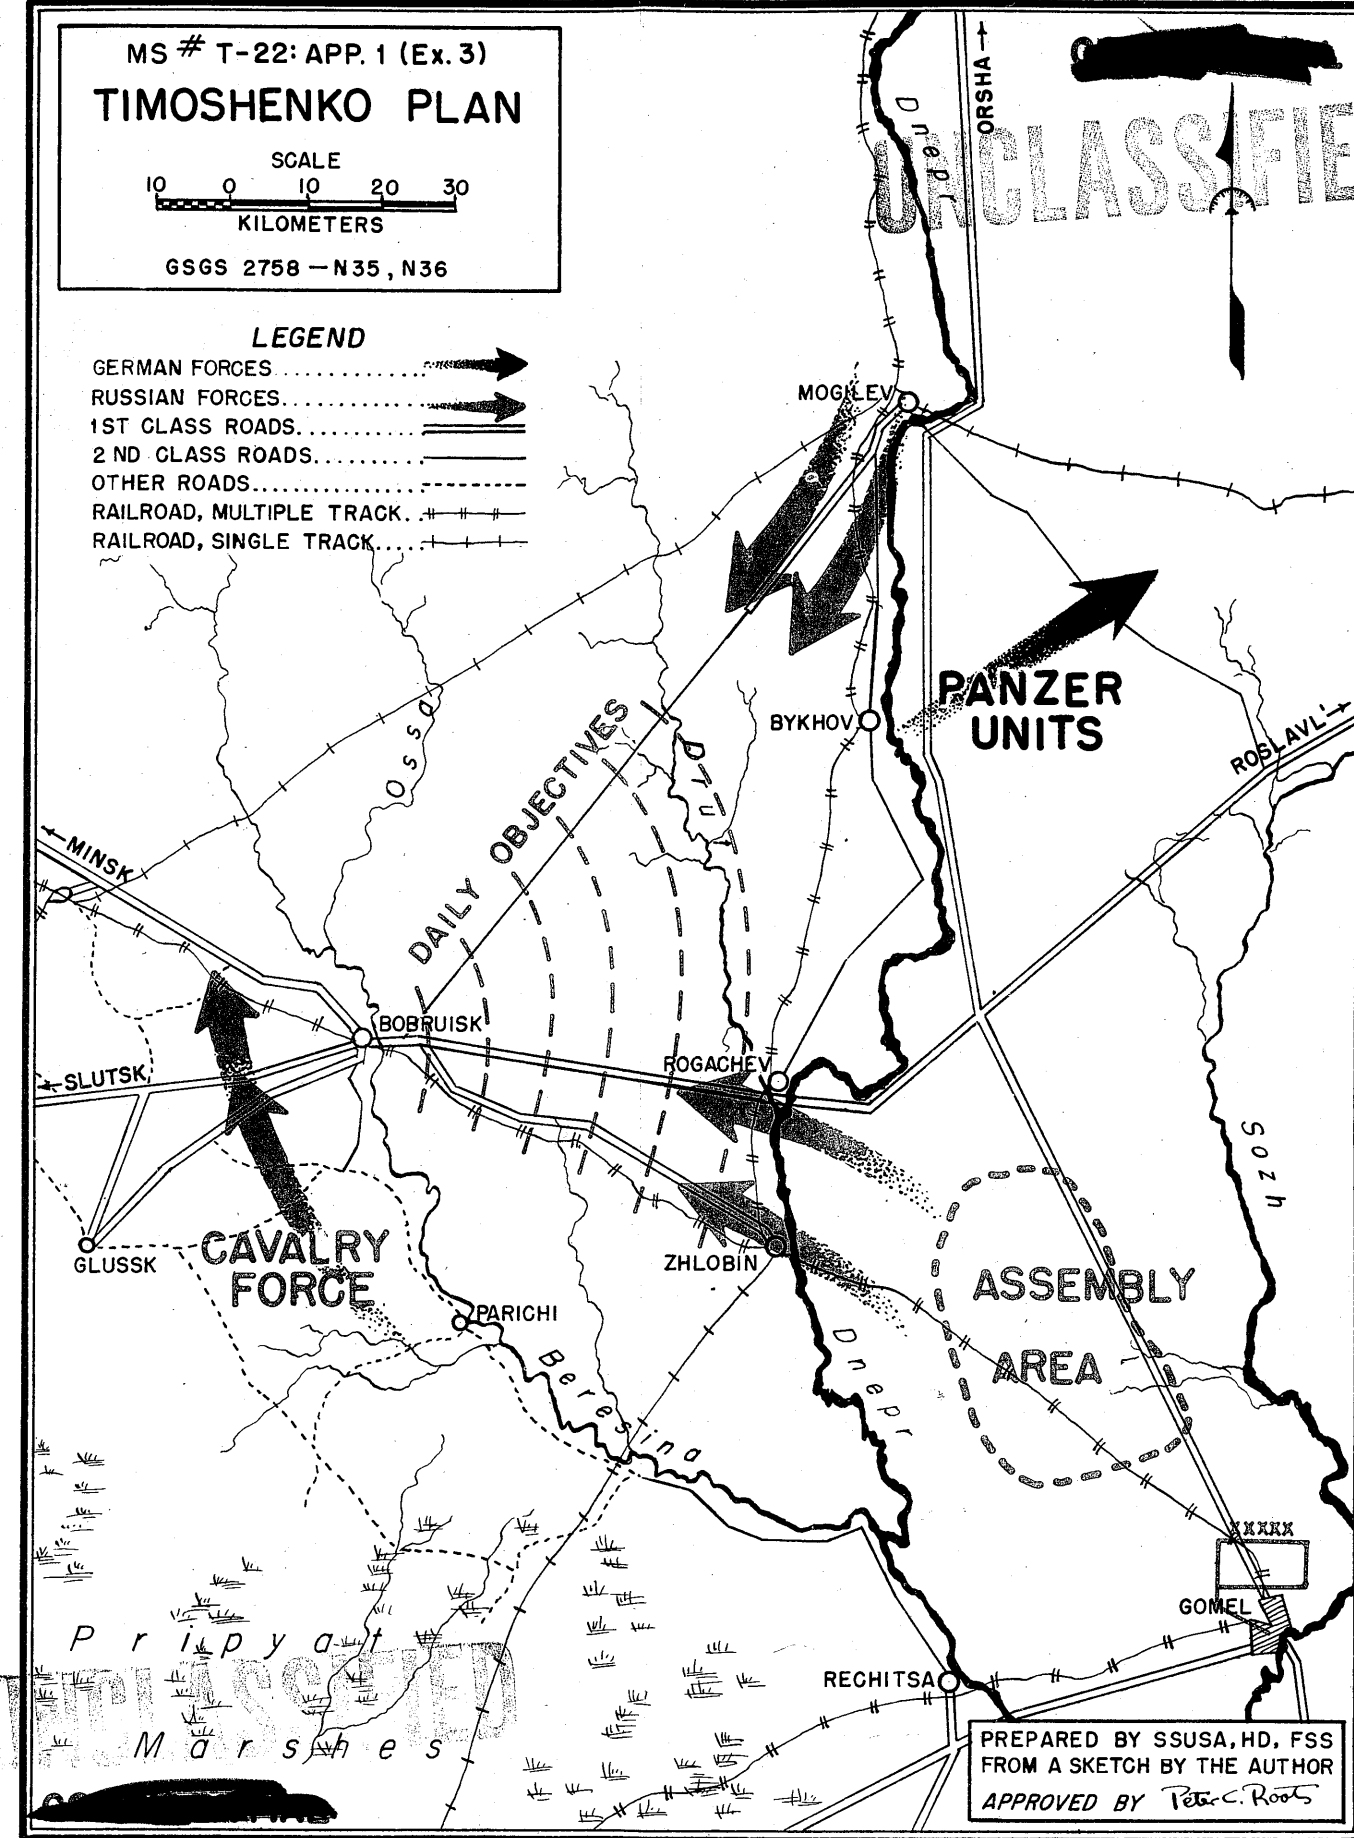 MS # T-22: APP. 1 (Ex. 3)
TIMOSHENKO PLAN
SCALE
10 0 10 20 30
KILOMETERS
GSGS 2758 – N35, N36
LEGEND
GERMAN FORCES
RUSSIAN FORCES
1ST CLASS ROADS
2 ND CLASS ROADS
OTHER ROADS
RAILROAD, MULTIPLE TRACK
RAILROAD, SINGLE TRACK
ORSHA
Dnepr
UNCLASSIFIE
MOGILEV
BYKHOV
PANZER
UNITS
ROSLAVL'
Ossa
Dru
DAILY OBJECTIVES
MINSK
BOBRUISK
SLUTSK
ROGACHEV
GLUSSK
CAVALRY
FORCE
ZHLOBIN
PARICHI
Beresina
Dnepr
Sozh
ASSEMBLY
AREA
XXXXX
GOMEL
RECHITSA
Pripyat
Marshes
UNCLASSIFIED
PREPARED BY SSUSA, HD, FSS
FROM A SKETCH BY THE AUTHOR
APPROVED BY Peter C. Roots